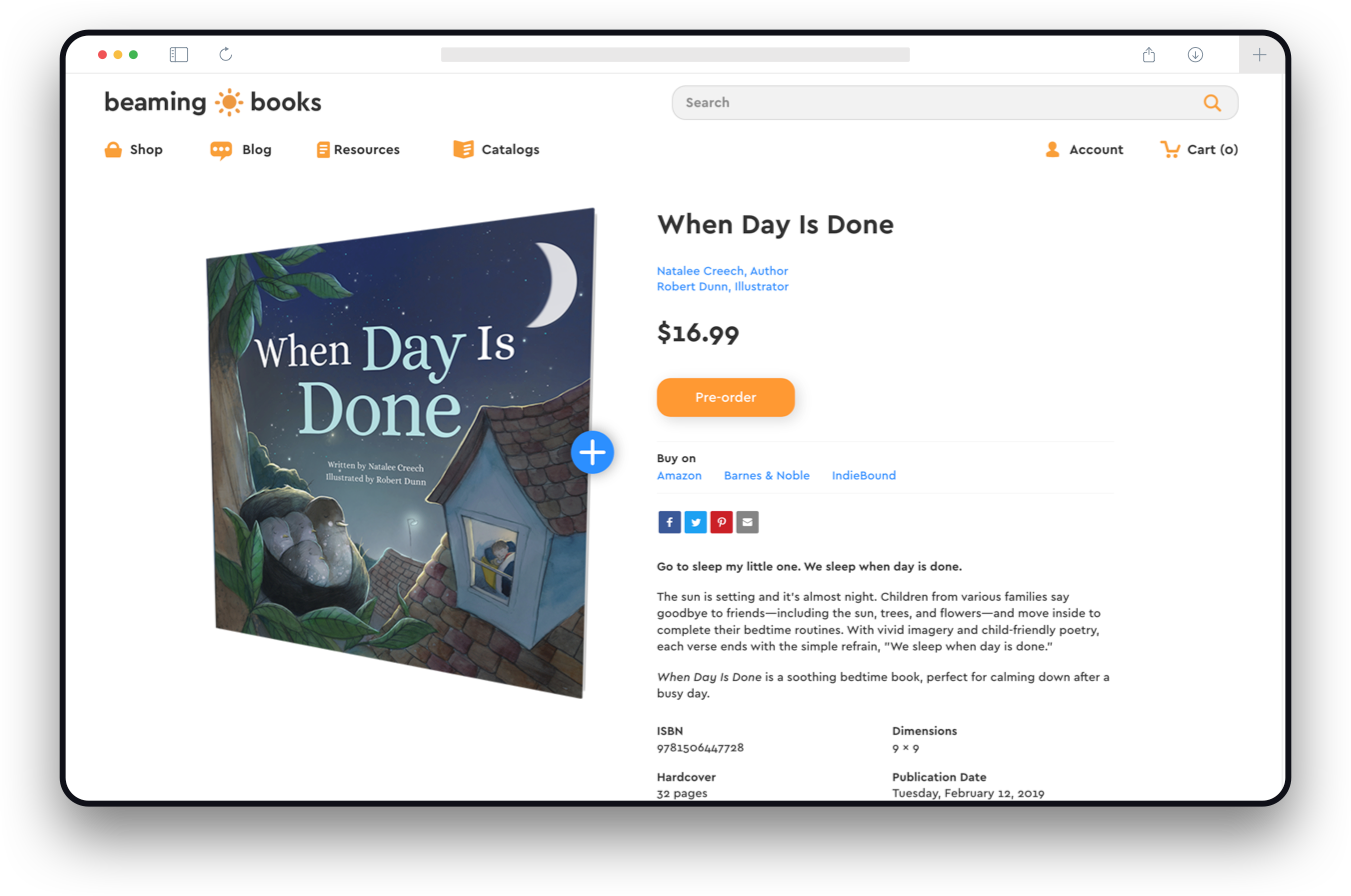 beaming books
Search
Shop
Blog
Resources
Catalogs
Account
Cart (0)
When Day Is
Done
Written by Natalee Creech
Illustrated by Robert Dunn
When Day Is Done
Natalee Creech, Author
Robert Dunn, Illustrator
$16.99
Pre-order
Buy on
Amazon
Barnes & Noble
IndieBound
Go to sleep my little one. We sleep when day is done.
The sun is setting and it's almost night. Children from various families say
goodbye to friends—including the sun, trees, and flowers—and move inside to
complete their bedtime routines. With vivid imagery and child-friendly poetry,
each verse ends with the simple refrain, "We sleep when day is done."
When Day Is Done is a soothing bedtime book, perfect for calming down after a
busy day.
ISBN
9781506447728
Dimensions
9 × 9
Hardcover
32 pages
Publication Date
Tuesday, February 12, 2019